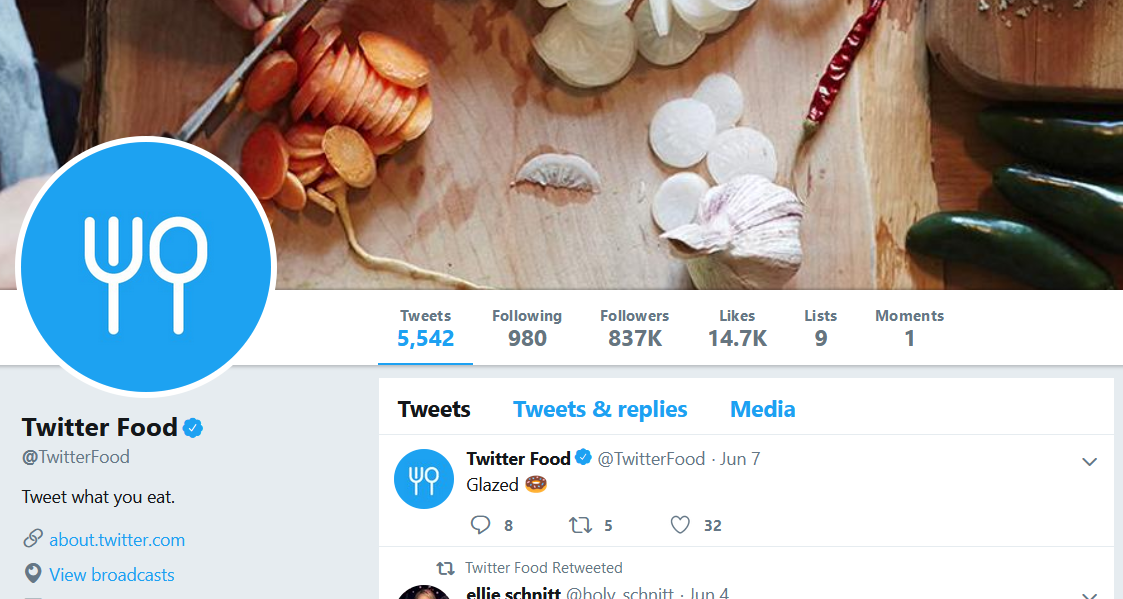 Tweets Following Followers Likes Lists Moments
5,542 980 837K 14.7K 9 1
Twitter Food
@TwitterFood
Tweet what you eat.
about.twitter.com
View broadcasts
Tweets Tweets & replies Media
Twitter Food @TwitterFood · Jun 7
Glazed 🍩
8 5 32
Twitter Food Retweeted
ellie schnitt @holy_schnitt · Jun 4